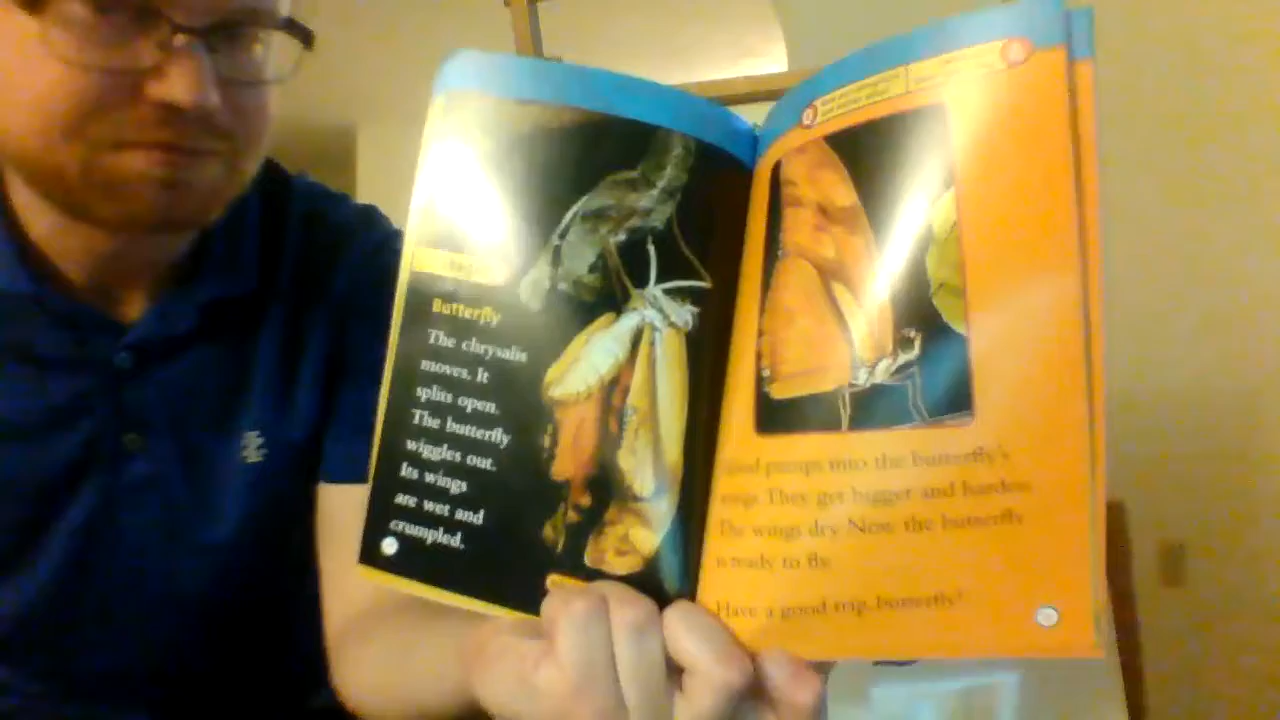 Butterfly
The chrysalis
moves. It
splits open.
The butterfly
wiggles out.
Its wings
are wet and
crumpled.
Q
pumps into the butterfly's
They get bigger and harder.
The wings dry. Now the butterfly
is ready to fly.
Have a good trip, butterfly!